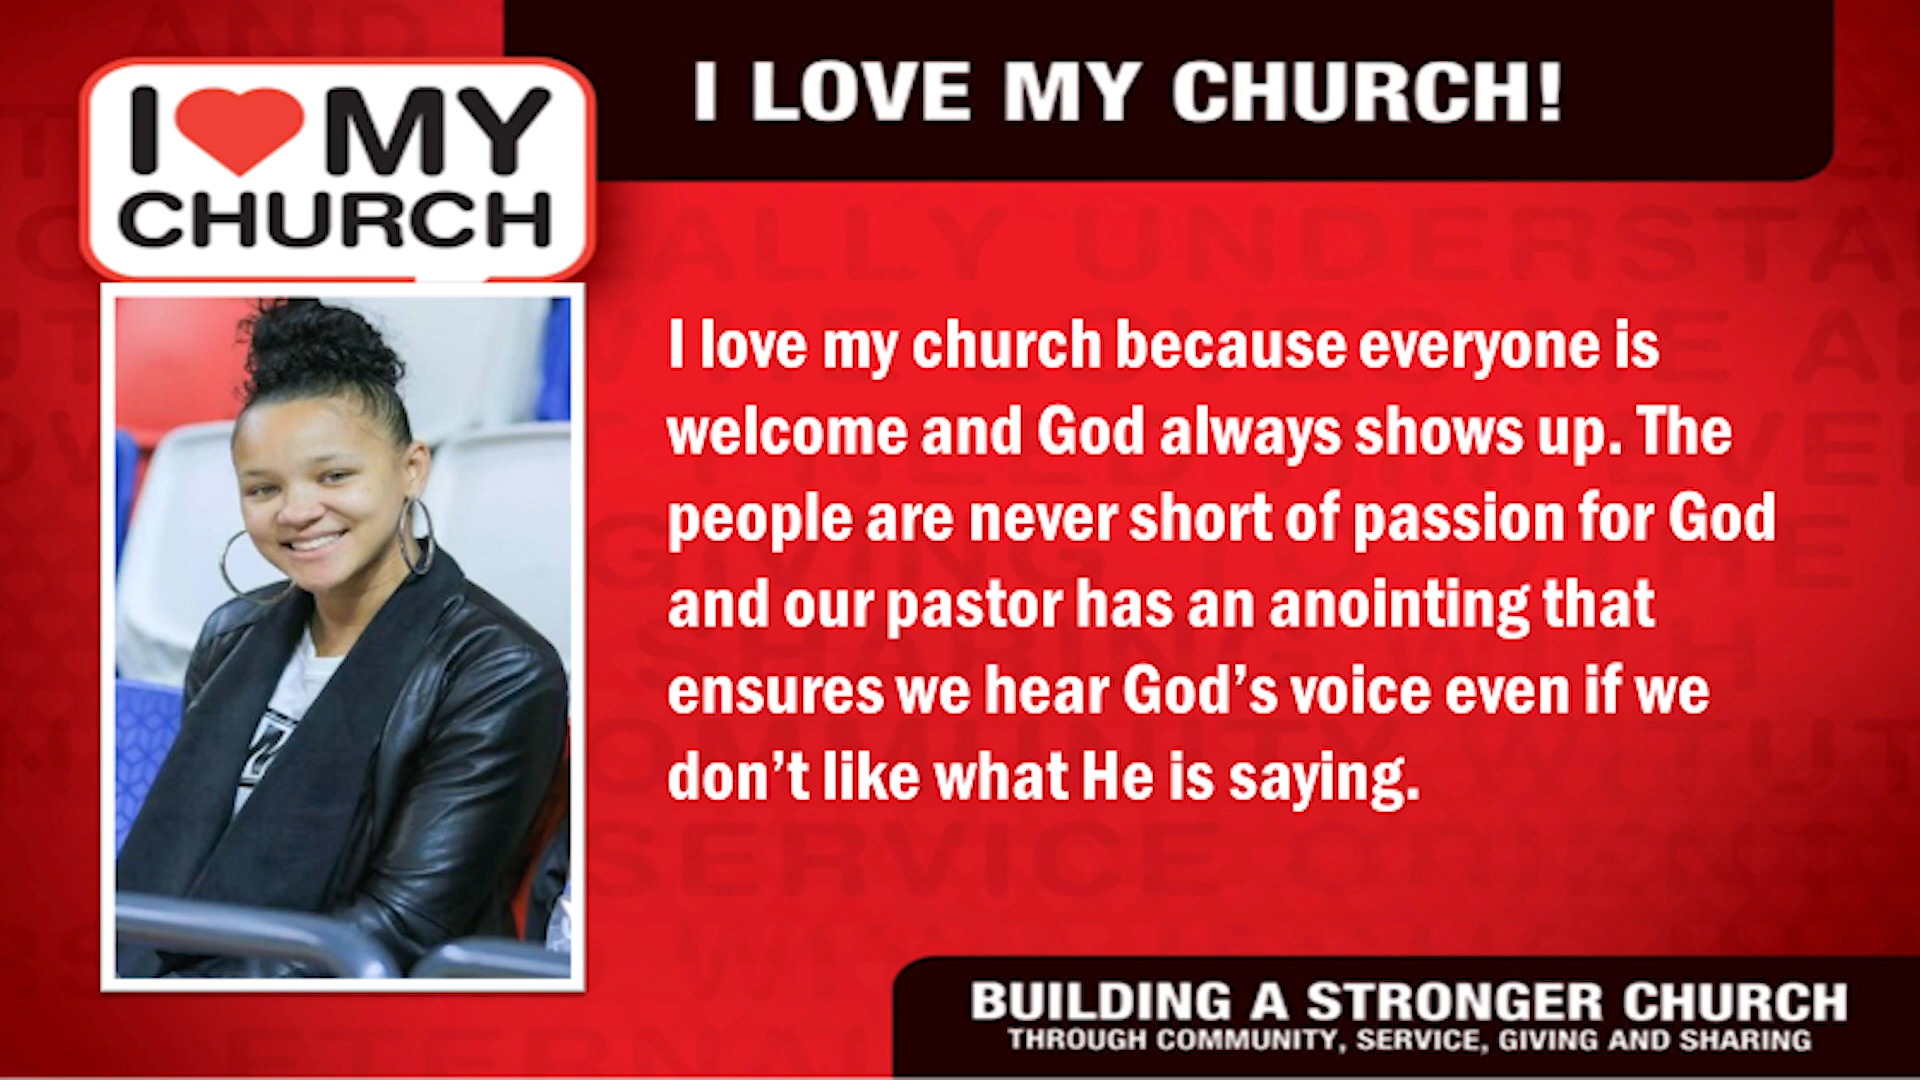 I MY
CHURCH
I LOVE MY CHURCH!
I love my church because everyone is
welcome and God always shows up. The
people are never short of passion for God
and our pastor has an anointing that
ensures we hear God's voice even if we
don't like what He is saying.
BUILDING A STRONGER CHURCH
THROUGH COMMUNITY, SERVICE, GIVING AND SHARING